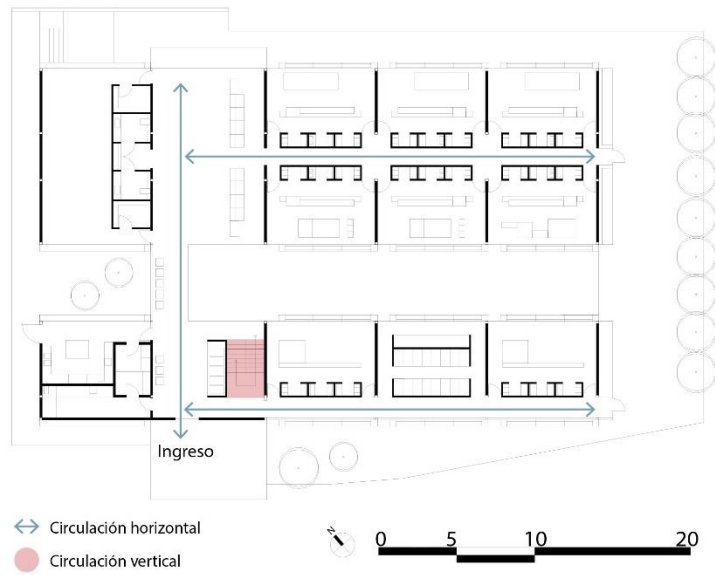 Ingreso
Circulación horizontal
Circulación vertical
N
0 5 10 20